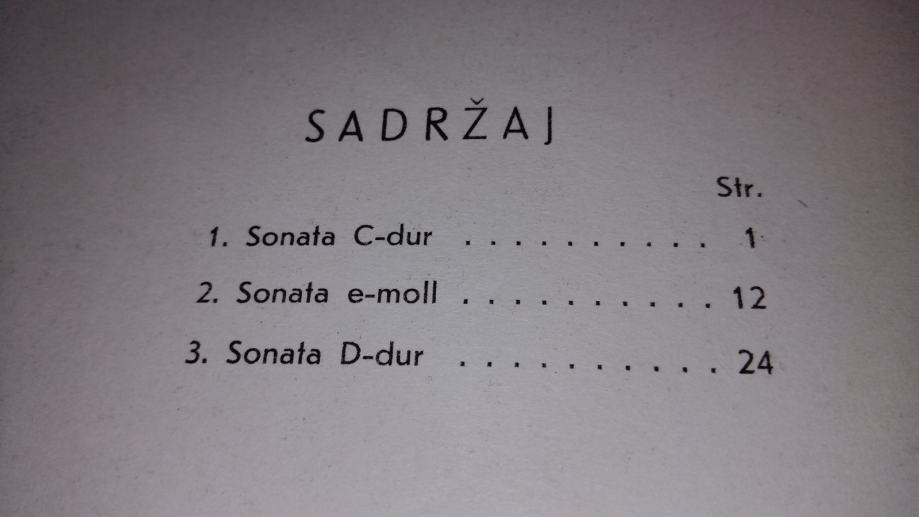 SADRŽAJ
Str.
1. Sonata C-dur . . . . . . . . . . 1
2. Sonata e-moll . . . . . . . . . . 12
3. Sonata D-dur . . . . . . . . . . 24